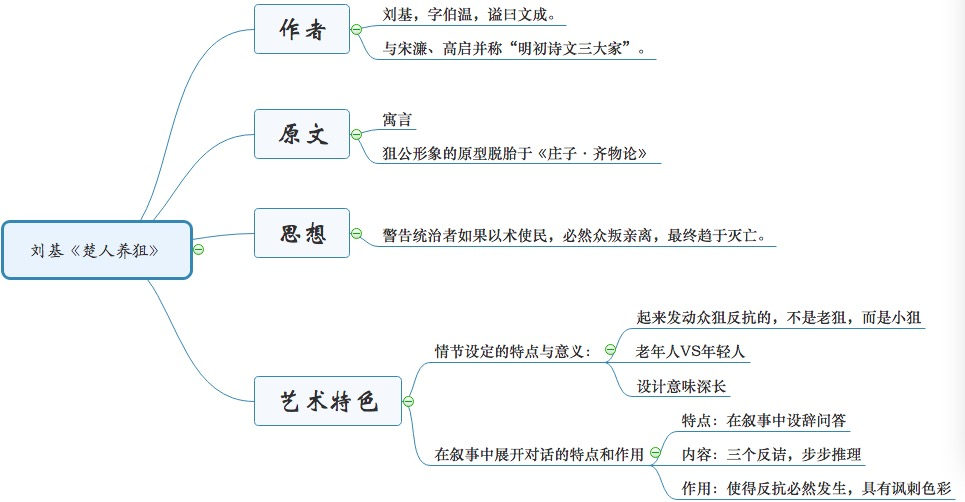 刘基《楚人养狙》
作者
刘基，字伯温，谥曰文成。
与宋濂、高启并称“明初诗文三大家”。
原文
寓言
狙公形象的原型脱胎于《庄子·齐物论》
思想
警告统治者如果以术使民，必然众叛亲离，最终趋于灭亡。
艺术特色
情节设定的特点与意义：
起来发动众狙反抗的，不是老狙，而是小狙
老年人VS年轻人
设计意味深长
在叙事中展开对话的特点和作用
特点：在叙事中设辞问答
内容：三个反诘，步步推理
作用：使得反抗必然发生，具有讽刺色彩